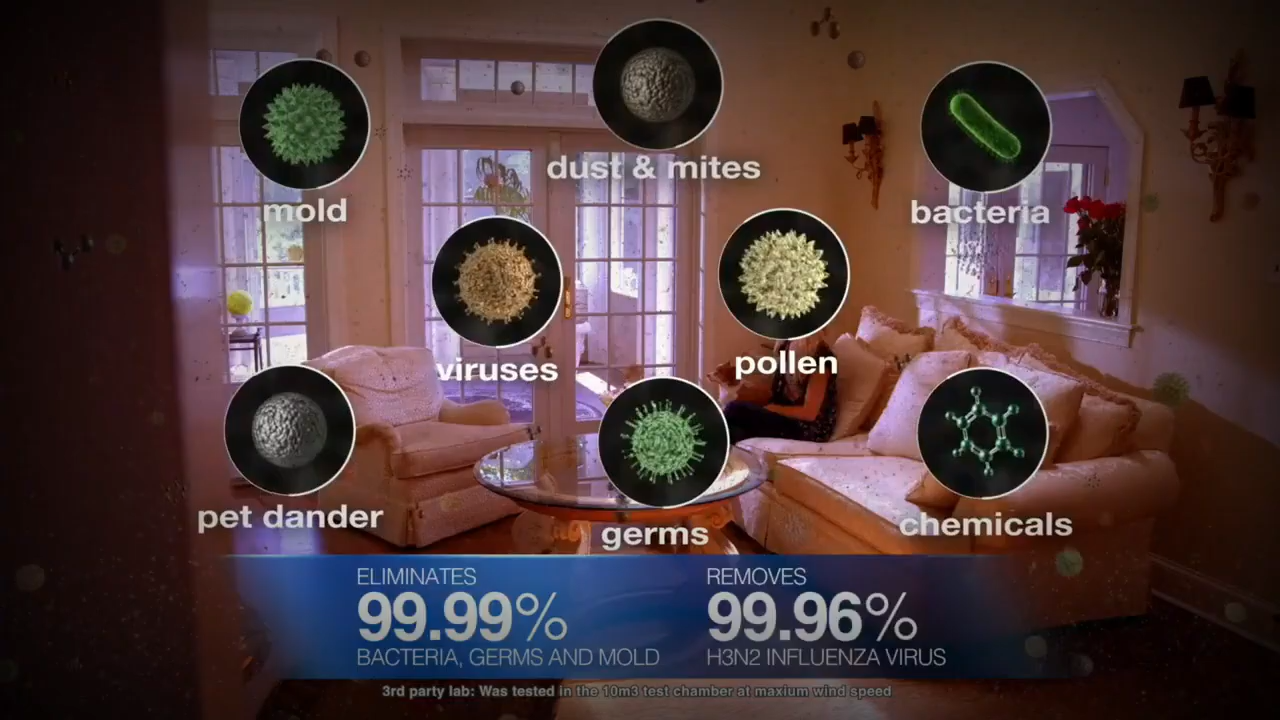 dust & mites
mold
bacteria
viruses
pollen
pet dander
germs
chemicals
ELIMINATES
99.99%
BACTERIA, GERMS AND MOLD
REMOVES
99.96%
H3N2 INFLUENZA VIRUS
3rd party lab: Was tested in the 10m3 test chamber at maxium wind speed